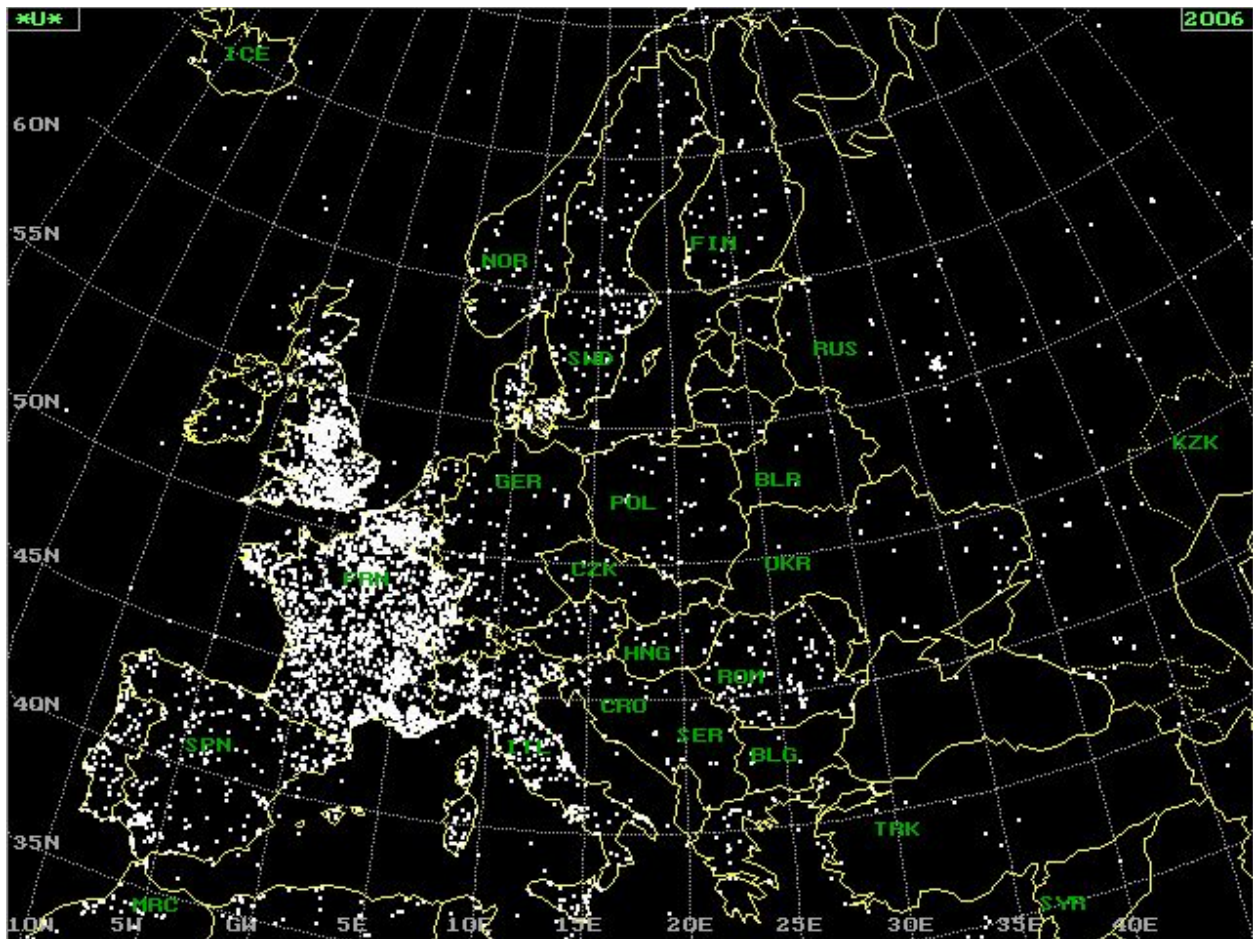 *U* 2006
ICE
60N
55N
NOR
FIN
RUS
SWD
50N
KZK
GER
BLR
POL
45N
UKR
CZK
FRN
HNG
ROM
40N
CRO
SER
SPN
ITL
BLG
TRK
35N
MRC
SYR
10N 5W GW 5E 10E 15E 20E 25E 30E 35E 40E